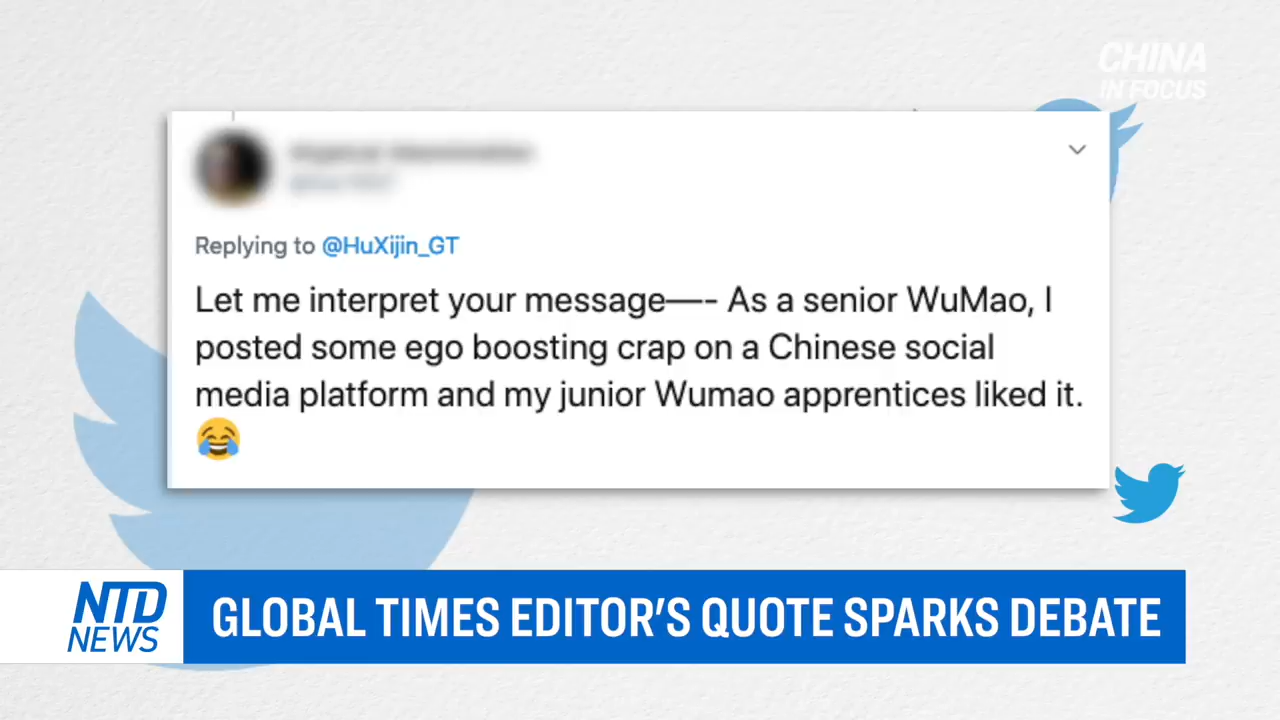 CHINA
IN FOCUS
Replying to @HuXijin_GT
Let me interpret your message—-- As a senior WuMao, I
posted some ego boosting crap on a Chinese social
media platform and my junior Wumao apprentices liked it.
😂
NTD
NEWS
GLOBAL TIMES EDITOR'S QUOTE SPARKS DEBATE